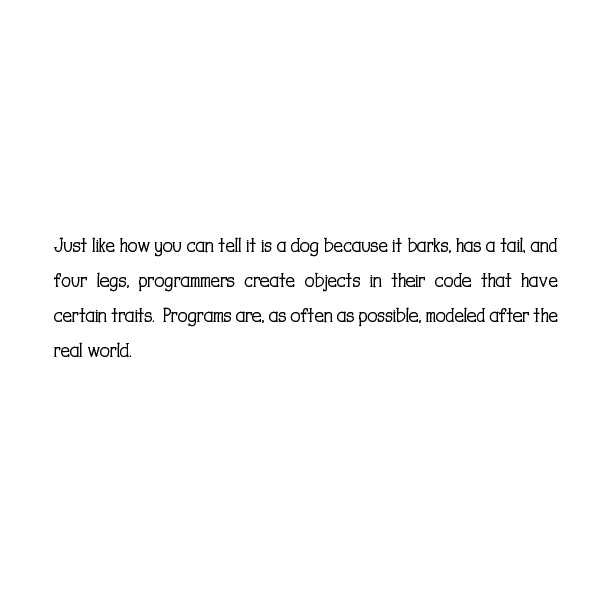 Just like how you can tell it is a dog because it barks, has a tail, and
four legs, programmers create objects in their code that have
certain traits.  Programs are, as often as possible, modeled after the
real world.